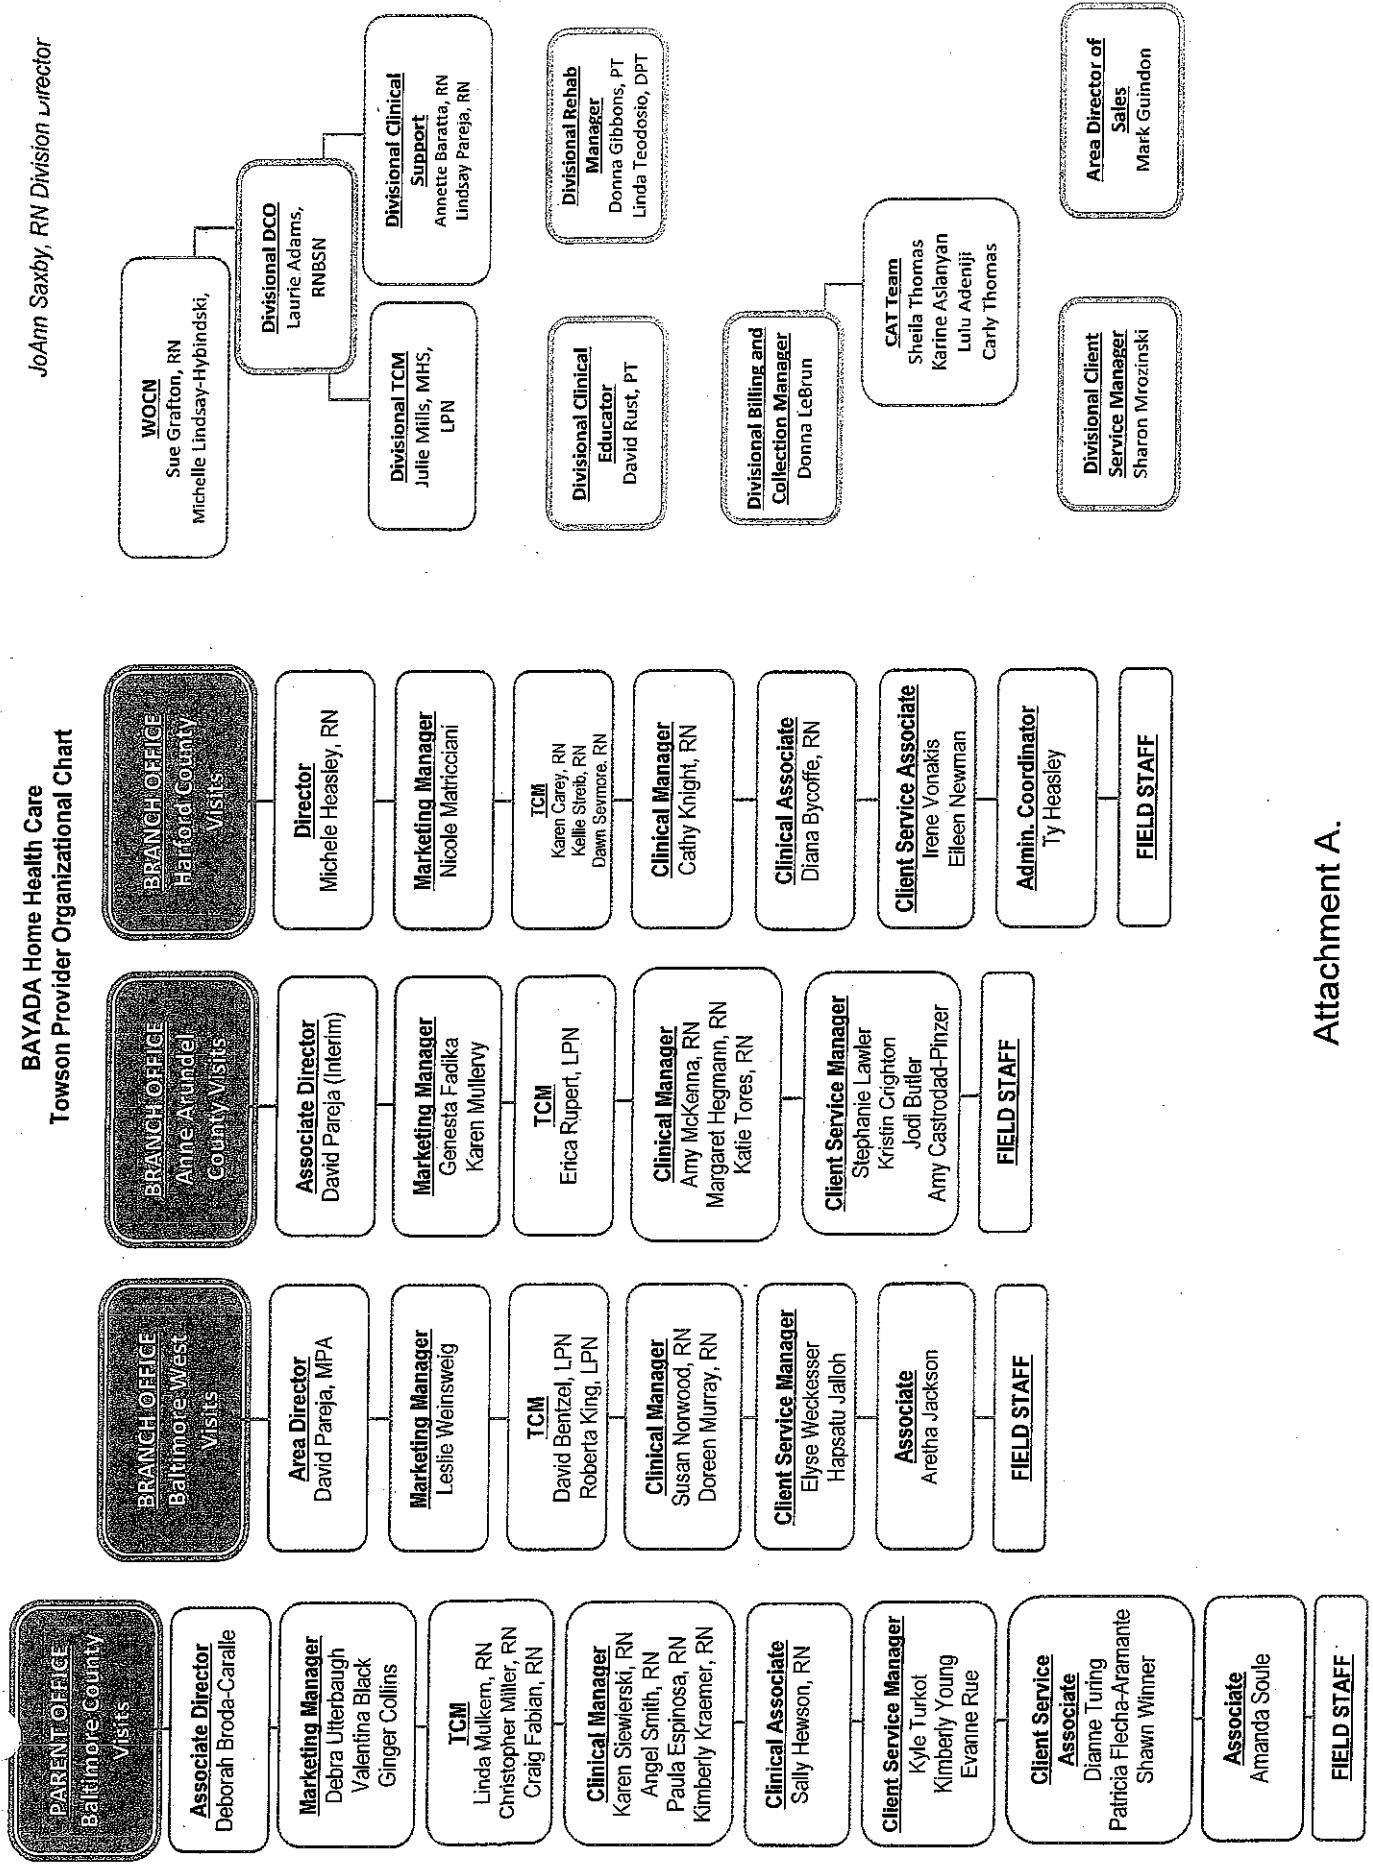 BAYADA Home Health Care
Towson Provider Organizational Chart
JoAnn Saxby, RN Division Director
PARENT OFFICE
Baltimore County
Visits
Associate Director
Deborah Broda-Caralle
Marketing Manager
Debra Utterbaugh
Valentina Black
Ginger Collins
TCM
Linda Mulkern, RN
Christopher Miller, RN
Craig Fabian, RN
Clinical Manager
Karen Siewierski, RN
Angel Smith, RN
Paula Espinosa, RN
Kimberly Kraemer, RN
Clinical Associate
Sally Hewson, RN
Client Service Manager
Kyle Turkot
Kimberly Young
Evanne Rue
Client Service
Associate
Dianne Turing
Patricia Flecha-Aramante
Shawn Winner
Associate
Amanda Soule
FIELD STAFF
BRANCH OFFICE
Baltimore West
Visits
Area Director
David Pareja, MPA
Marketing Manager
Leslie Weinsweig
TCM
David Bentzel, LPN
Roberta King, LPN
Clinical Manager
Susan Norwood, RN
Doreen Murray, RN
Client Service Manager
Elyse Weckesser
Hapsatu Jalloh
Associate
Aretha Jackson
FIELD STAFF
BRANCH OFFICE
Anne Arundel
County Visits
Associate Director
David Pareja (Interim)
Marketing Manager
Genesta Fadika
Karen Mullervy
TCM
Erica Rupert, LPN
Clinical Manager
Amy McKenna, RN
Margaret Hegmann, RN
Katie Tores, RN
Client Service Manager
Stephanie Lawler
Kristin Crighton
Jodi Butler
Amy Castrodad-Pinzer
FIELD STAFF
BRANCH OFFICE
Harford County
Visits
Director
Michele Heasley, RN
Marketing Manager
Nicole Matricciani
TCM
Karen Carey, RN
Kellie Streib, RN
Dawn Sevmore. RN
Clinical Manager
Cathy Knight, RN
Clinical Associate
Diana Bycoffe, RN
Client Service Associate
Irene Vonakis
Eileen Newman
Admin. Coordinator
Ty Heasley
FIELD STAFF
WOCN
Sue Grafton, RN
Michelle Lindsay-Hybindski,
Divisional DCO
Laurie Adams,
RNBSN
Divisional TCM
Julie Mills, MHS,
LPN
Divisional Clinical
Support
Annette Baratta, RN
Lindsay Pareja, RN
Divisional Clinical
Educator
David Rust, PT
Divisional Rehab
Manager
Donna Gibbons, PT
Linda Teodosio, DPT
Divisional Billing and
Collection Manager
Donna LeBrun
CAT Team
Sheila Thomas
Karine Aslanyan
Lulu Adeniji
Carly Thomas
Divisional Client
Service Manager
Sharon Mrozinski
Area Director of
Sales
Mark Guindon
Attachment A.